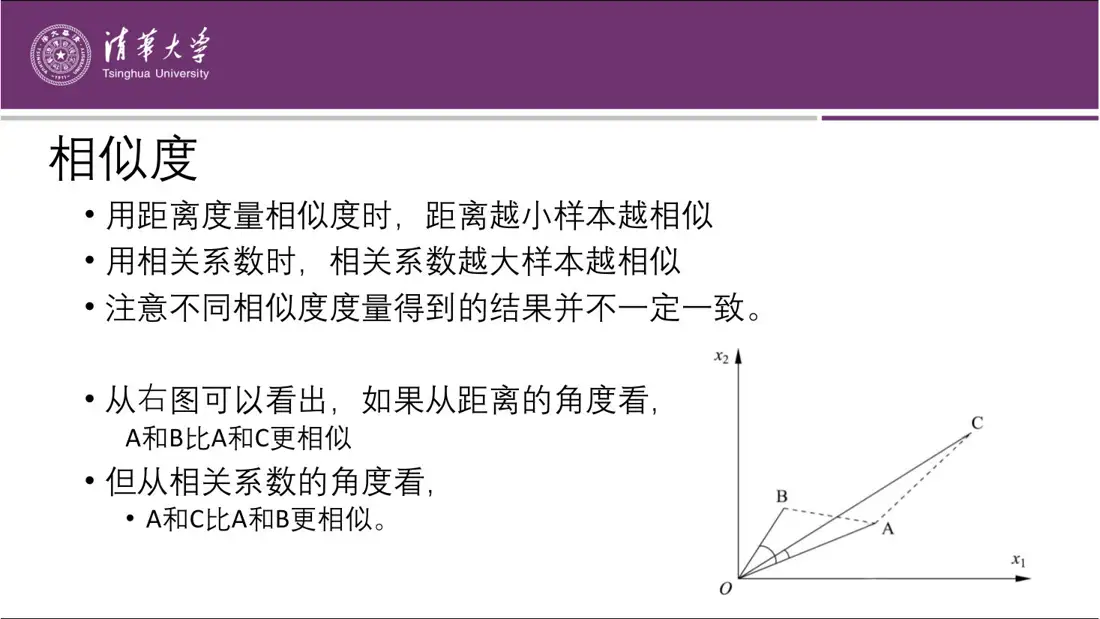 清华大学
Tsinghua University
相似度
• 用距离度量相似度时，距离越小样本越相似
• 用相关系数时，相关系数越大样本越相似
• 注意不同相似度度量得到的结果并不一定一致。
• 从右图可以看出，如果从距离的角度看，
A和B比A和C更相似
• 但从相关系数的角度看，
• A和C比A和B更相似。
x2
C
B
A
O
x1